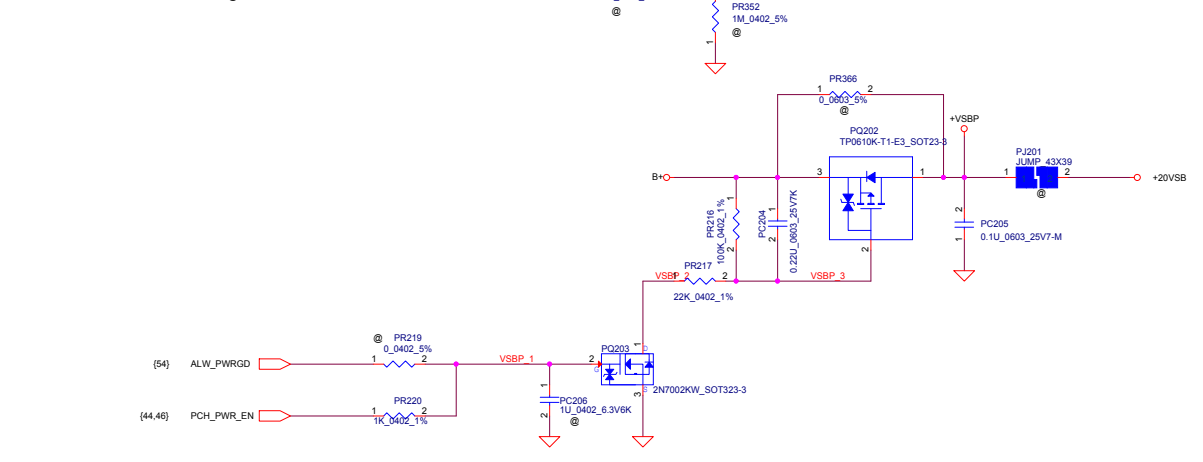 PR352
1M_0402_5%
@
@
1
PR366
1
2
0_0603_5%
@
+VSBP
PQ202
TP0610K-T1-E3_SOT23-3
PJ201
JUMP_43X39
B+
3
1
1
2
+20VSB
@
1
PR216
100K_0402_1%
2
1
PC204
2
0.22U_0603_25V7K
2
PC205
1
0.1U_0603_25V7-M
2
VSBP_2
PR217
1
2
VSBP_3
22K_0402_1%
@
PR219
0_0402_5%
{54}
ALW_PWRGD
1
2
VSBP_1
2
PQ203
1
D
G
S
3
2N7002KW_SOT323-3
1
PC206
1U_0402_6.3V6K
2
@
{44,46}
PCH_PWR_EN
PR220
1
2
1K_0402_1%